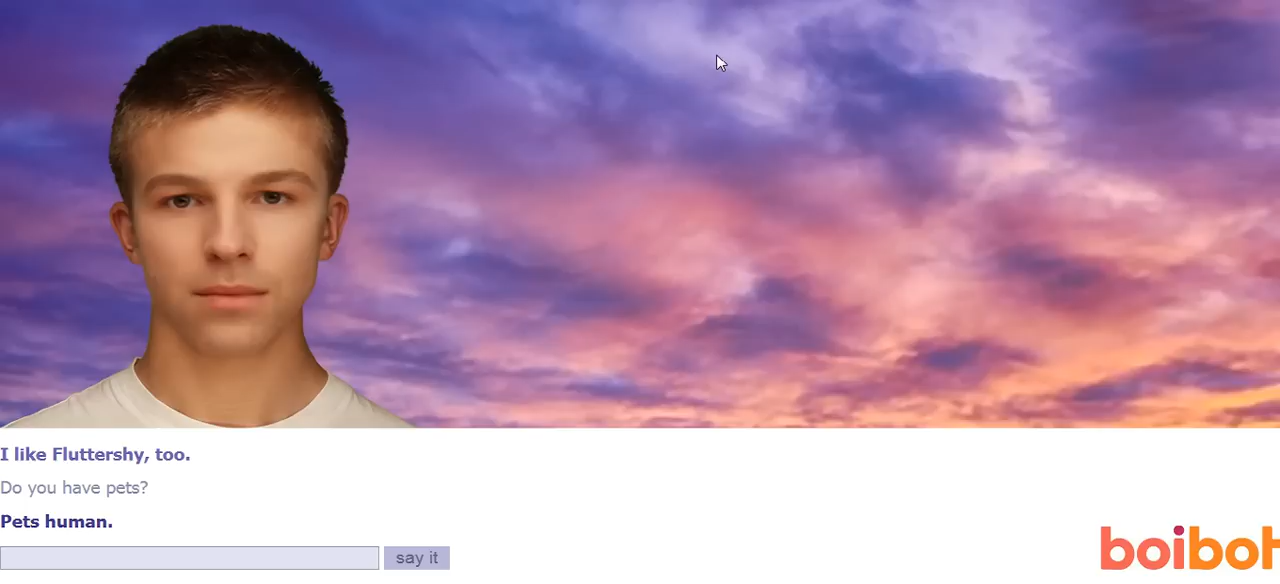 I like Fluttershy, too.
Do you have pets?
Pets human.
say it
boibot